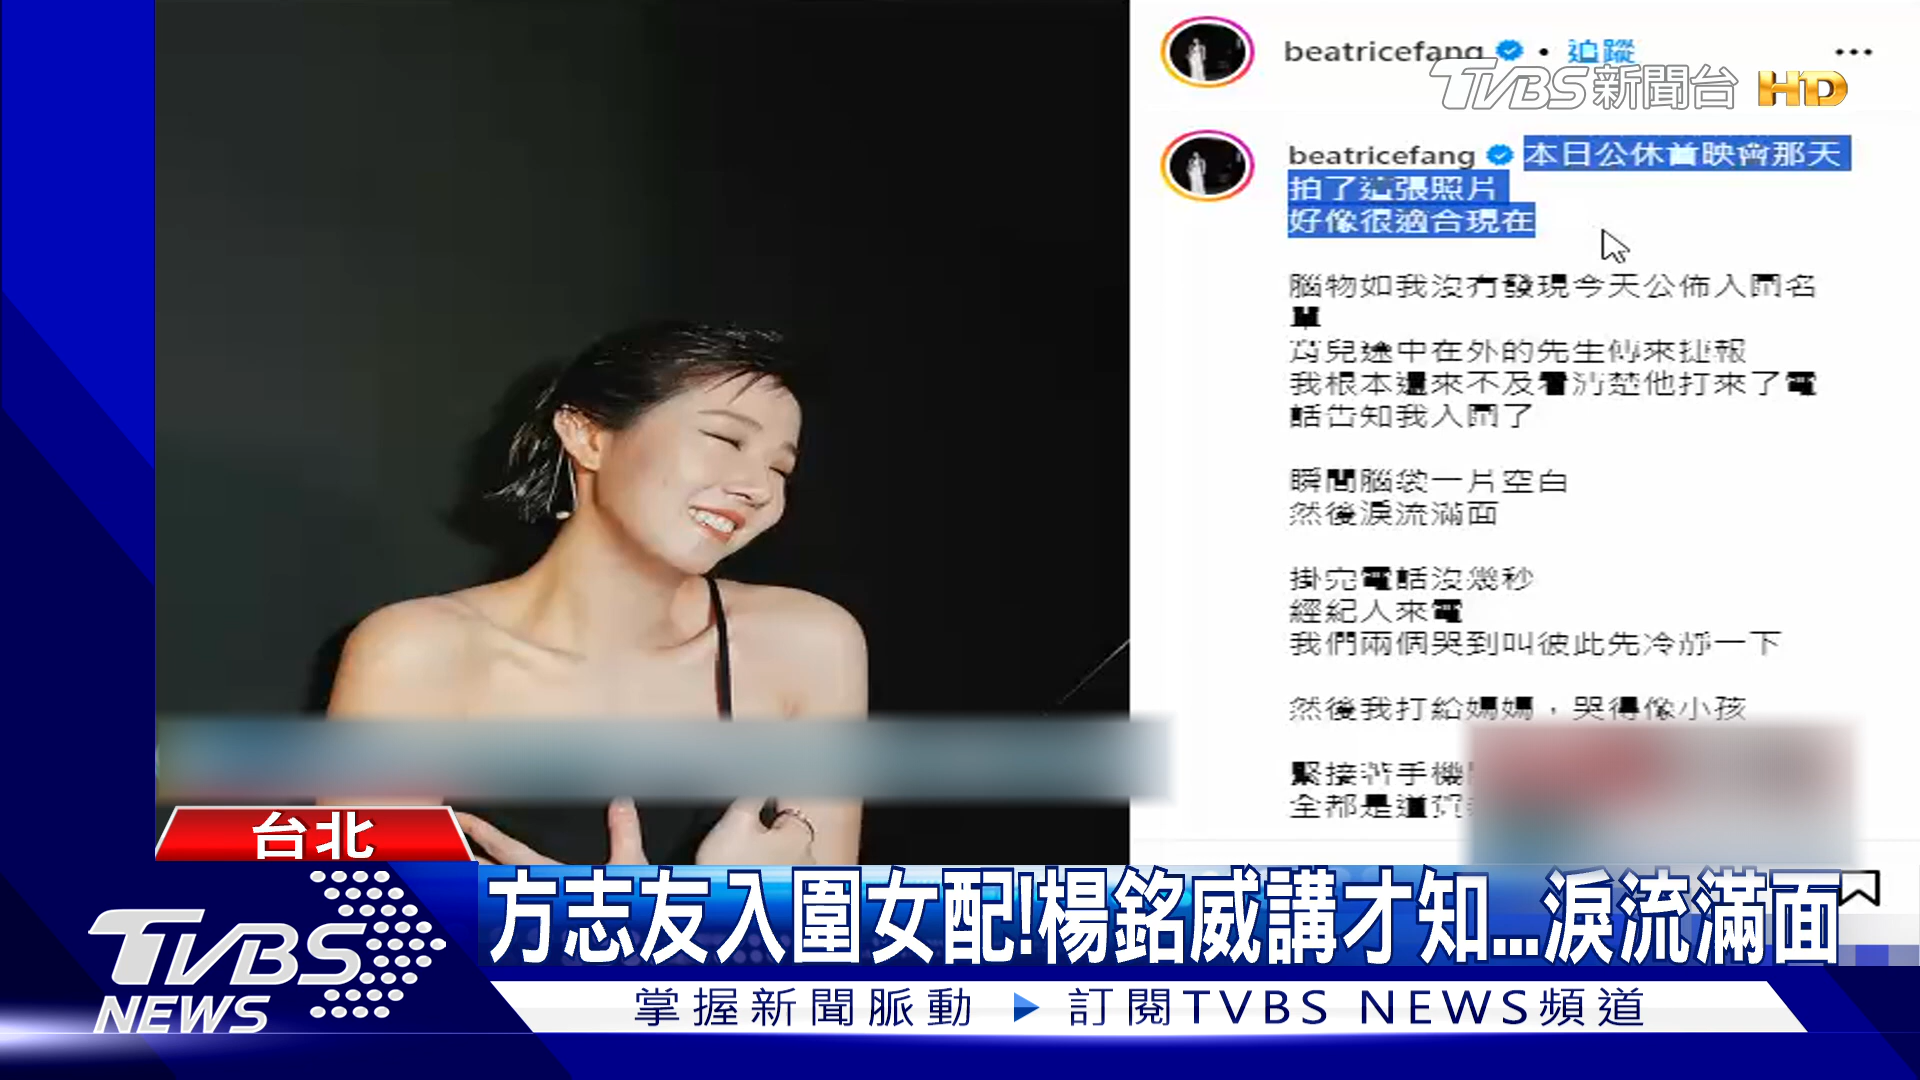 beatricefang • 追蹤
TVBS新聞台 HD
beatricefang 本日公休首映會那天
拍了這張照片
好像很適合現在
腦物如我沒有發現今天公佈入圍名
單
育兒途中在外的先生傳來捷報
我根本還來不及看清楚他打來了電
話告知我入圍了
瞬間腦袋一片空白
然後淚流滿面
掛完電話沒幾秒
經紀人來電
我們兩個哭到叫彼此先冷靜一下
然後我打給媽媽，哭得像小孩
緊接著手機
全都是道賀
台北
方志友入圍女配!楊銘威講才知...淚流滿面
TVBS NEWS
掌握新聞脈動 ▶ 訂閱TVBS NEWS頻道